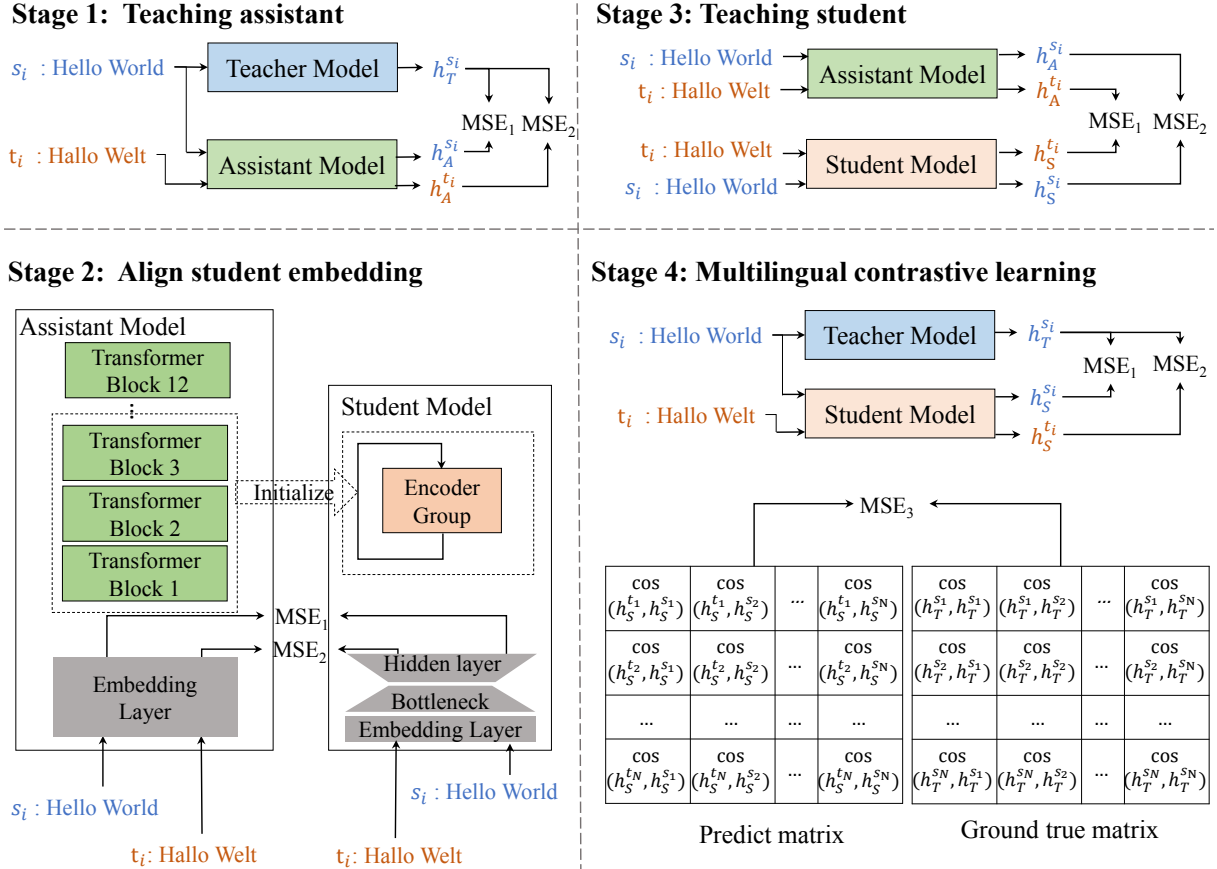 Stage 1: Teaching assistant
s_i : Hello World
Teacher Model
h_T^{s_i}
MSE_1 MSE_2
t_i : Hallo Welt
Assistant Model
h_A^{s_i}
h_A^{t_i}
Stage 3: Teaching student
s_i : Hello World
t_i : Hallo Welt
Assistant Model
h_A^{s_i}
h_A^{t_i}
MSE_1
MSE_2
t_i : Hallo Welt
s_i : Hello World
Student Model
h_S^{t_i}
h_S^{s_i}
Stage 2: Align student embedding
Assistant Model
Transformer
Block 12
⋮
Transformer
Block 3
Transformer
Block 2
Transformer
Block 1
Initialize
Student Model
Encoder
Group
MSE_1
MSE_2
Embedding
Layer
Hidden layer
Bottleneck
Embedding Layer
s_i : Hello World
t_i: Hallo Welt
s_i : Hello World
t_i: Hallo Welt
Stage 4: Multilingual contrastive learning
s_i : Hello World
Teacher Model
h_T^{s_i}
MSE_1
MSE_2
t_i : Hallo Welt
Student Model
h_S^{s_i}
h_S^{t_i}
MSE_3
cos (h_S^{t_1}, h_S^{s_1}) cos (h_S^{t_1}, h_S^{s_2}) ... cos (h_S^{t_1}, h_S^{s_N})
cos (h_S^{t_2}, h_S^{s_1}) cos (h_S^{t_2}, h_S^{s_2}) ... cos (h_S^{t_2}, h_S^{s_N})
... ... ... ...
cos (h_S^{t_N}, h_S^{s_1}) cos (h_S^{t_N}, h_S^{s_2}) ... cos (h_S^{t_N}, h_S^{s_N})
Predict matrix
cos (h_T^{s_1}, h_T^{s_1}) cos (h_T^{s_1}, h_T^{s_2}) ... cos (h_T^{s_1}, h_T^{s_N})
cos (h_T^{s_2}, h_T^{s_1}) cos (h_T^{s_2}, h_T^{s_2}) ... cos (h_T^{s_2}, h_T^{s_N})
... ... ... ...
cos (h_T^{s_N}, h_T^{s_1}) cos (h_T^{s_N}, h_T^{s_2}) ... cos (h_T^{s_N}, h_T^{s_N})
Ground true matrix